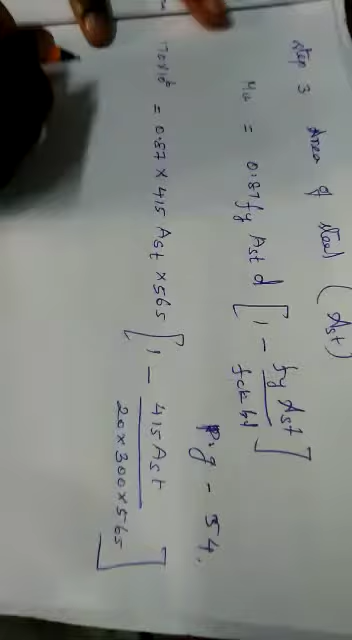 Step 3 Area of steel (Ast)
Mu = 0.87 fy Ast d [ 1 - fy Ast / fck bd ]
P.g - 54.
170x10⁶ = 0.87 x 415 Ast x 565 [ 1 - 415 Ast / 20 x 300 x 565 ]